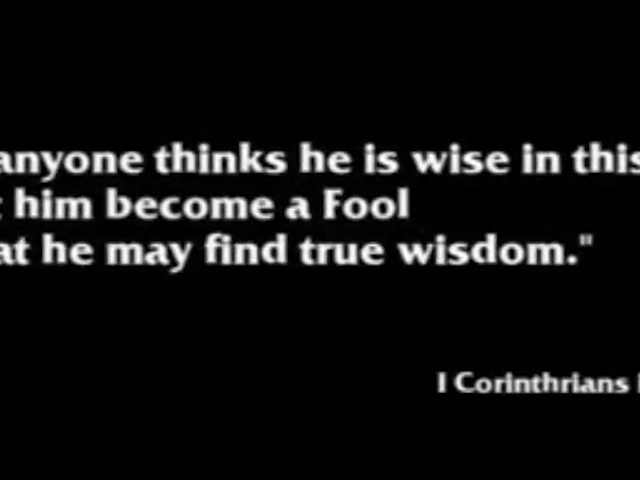 anyone thinks he is wise in this
him become a Fool
at he may find true wisdom."
I Corinthrians